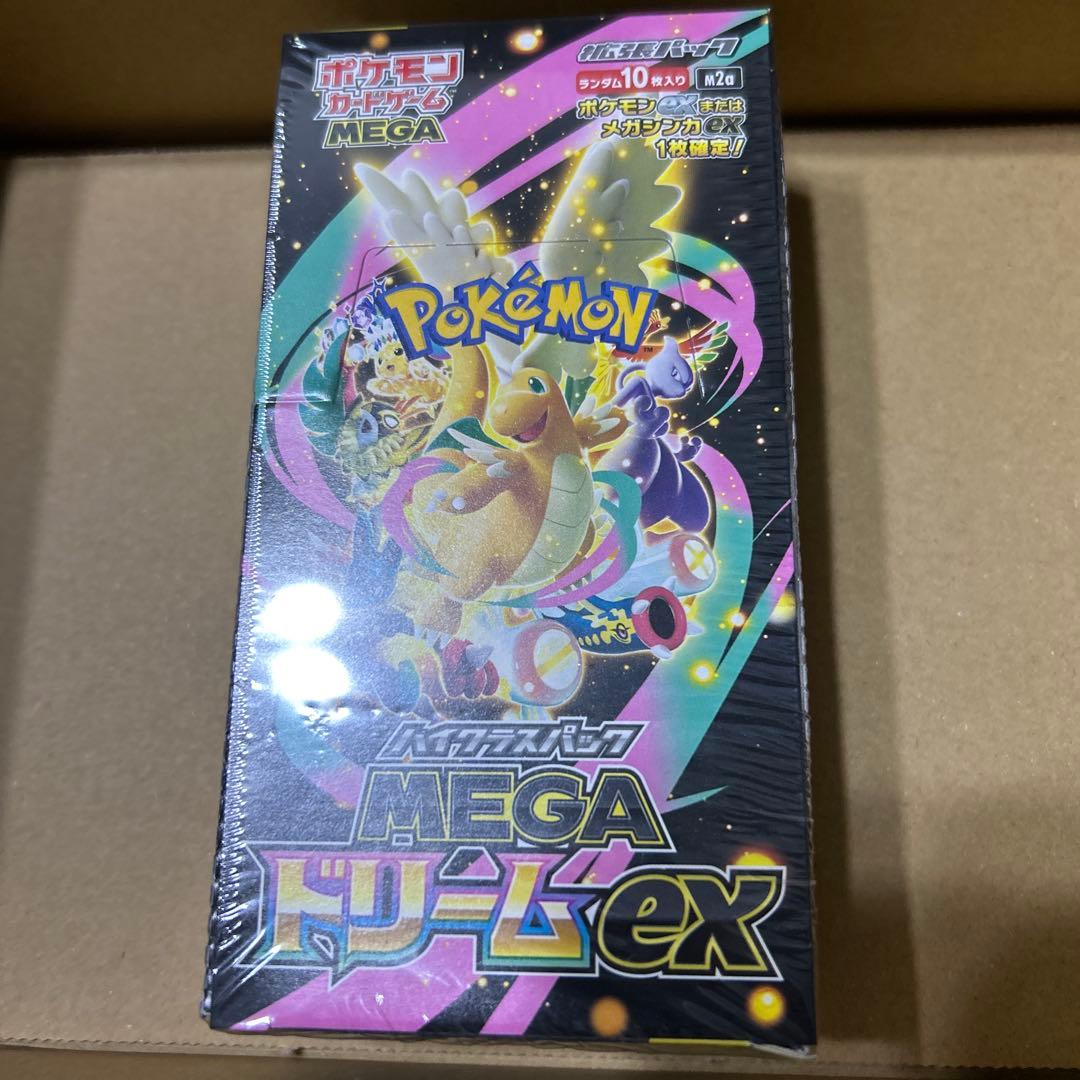 ポケモン
カードゲーム
MEGA
拡張パック
ランダム10枚入り M2a
ポケモンexまたは
メガシンカex
1枚確定!
POKéMON
TM
ハイクラスパック
MEGA
ドリームex